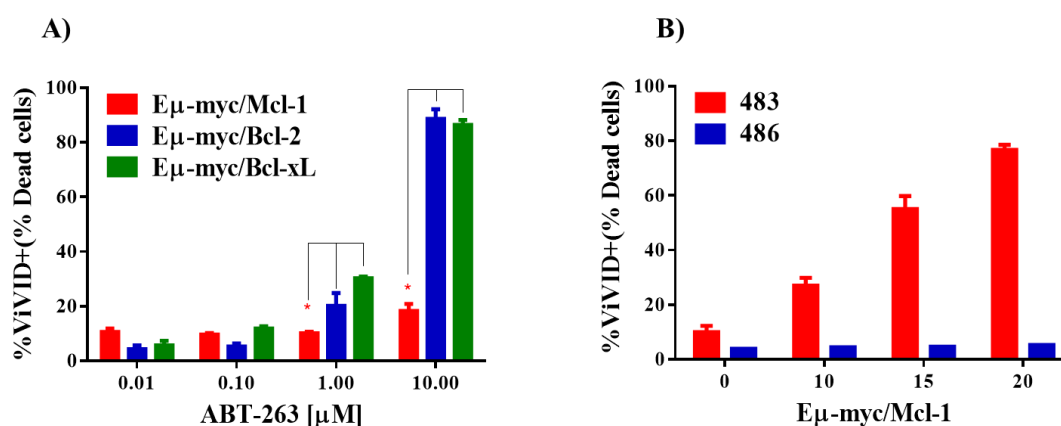 A)
%ViViD+(% Dead cells)
100
80
60
40
20
0
Eμ-myc/Mcl-1
Eμ-myc/Bcl-2
Eμ-myc/Bcl-xL
*
*
0.01 0.10 1.00 10.00
ABT-263 [μM]
B)
%ViViD+(% Dead cells)
100
80
60
40
20
0
483
486
0 10 15 20
Eμ-myc/Mcl-1